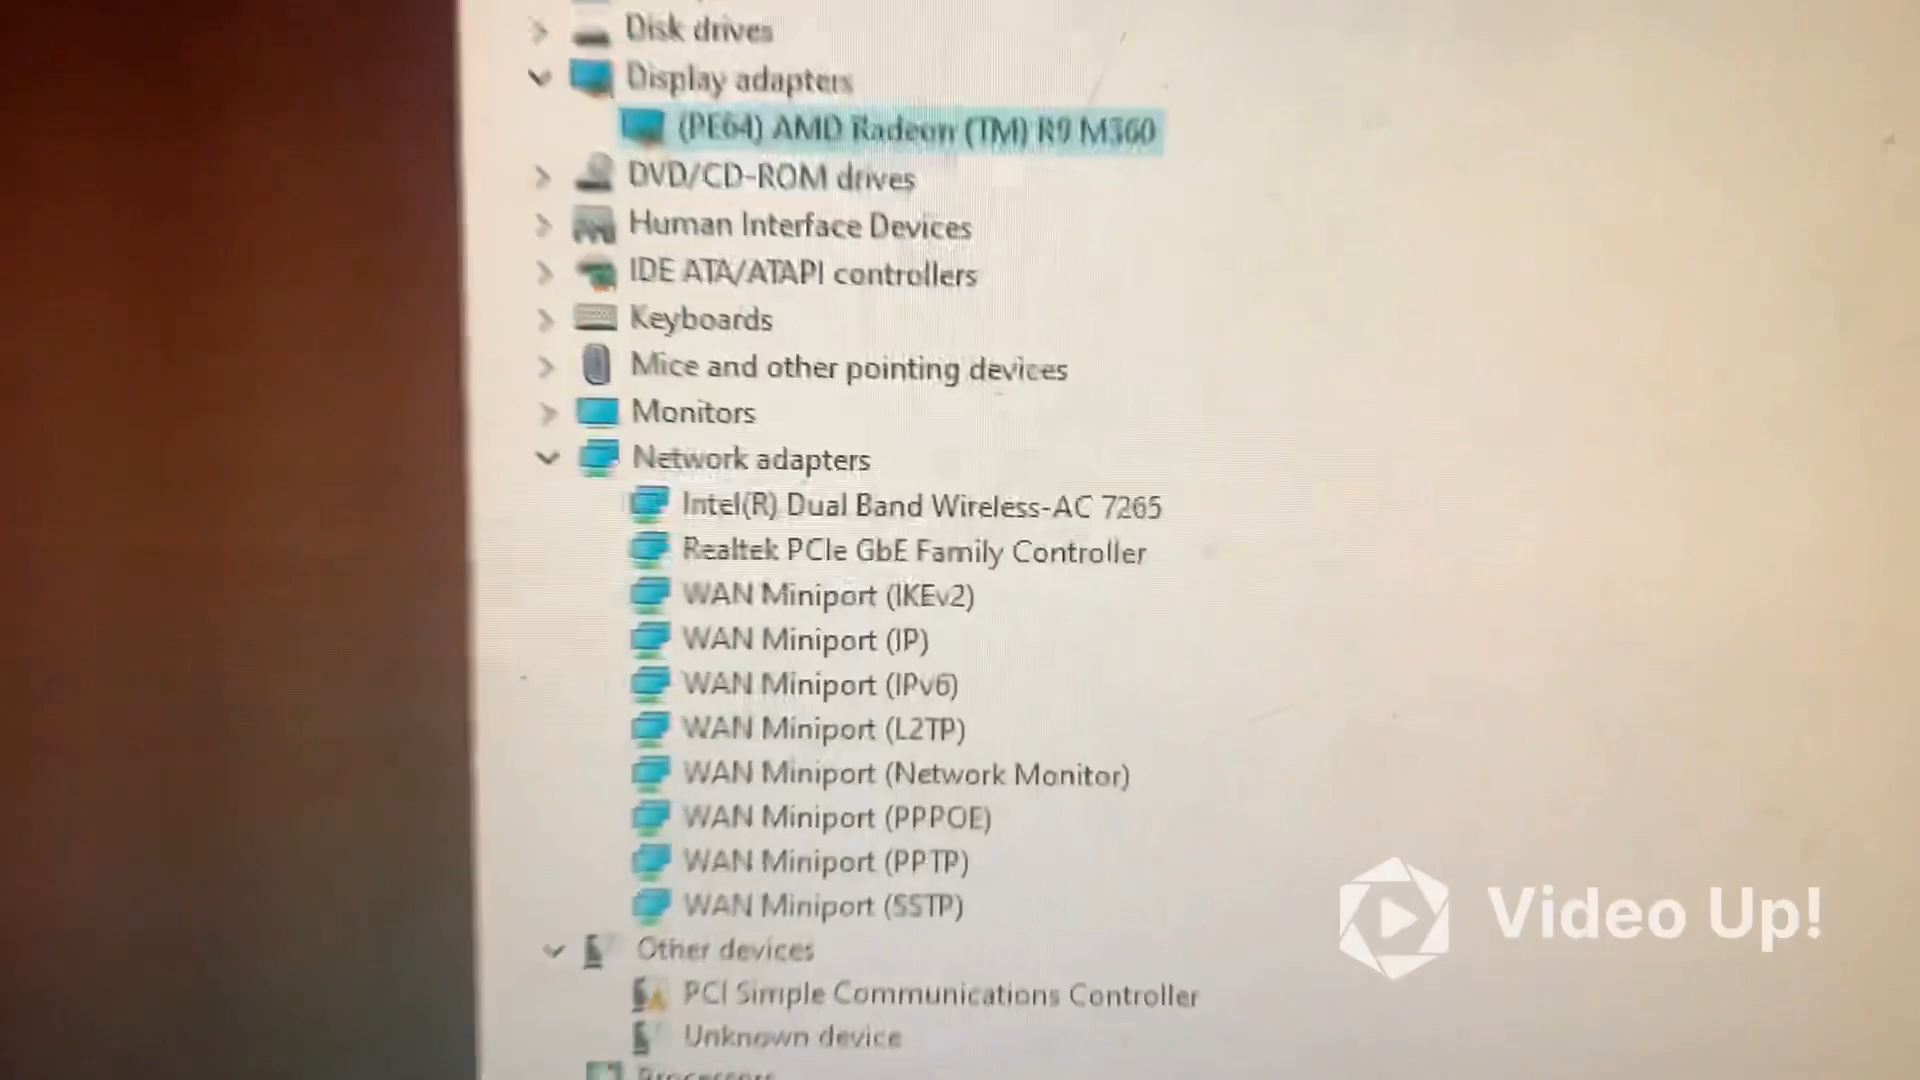 Disk drives
Display adapters
(PE64) AMD Radeon (TM) R9 M360
DVD/CD-ROM drives
Human Interface Devices
IDE ATA/ATAPI controllers
Keyboards
Mice and other pointing devices
Monitors
Network adapters
Intel(R) Dual Band Wireless-AC 7265
Realtek PCIe GbE Family Controller
WAN Miniport (IKEv2)
WAN Miniport (IP)
WAN Miniport (IPv6)
WAN Miniport (L2TP)
WAN Miniport (Network Monitor)
WAN Miniport (PPPOE)
WAN Miniport (PPTP)
WAN Miniport (SSTP)
Other devices
PCI Simple Communications Controller
Unknown device
Processors
Video Up!